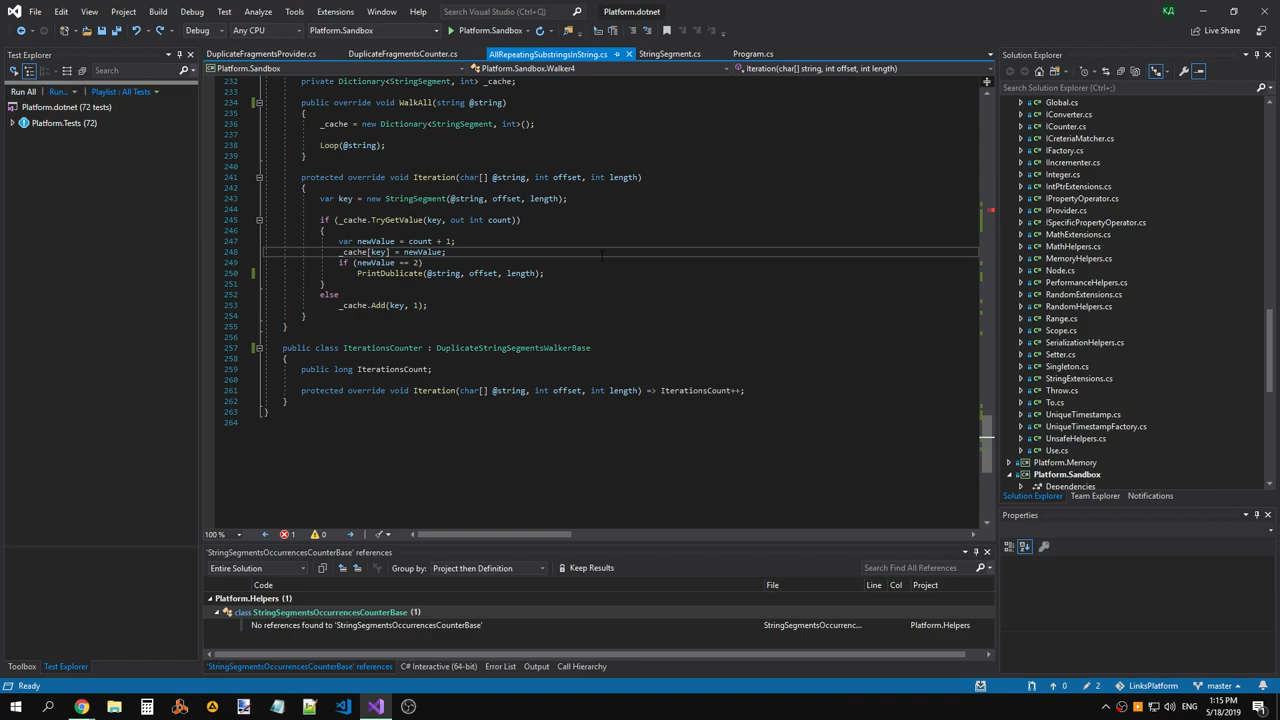 File Edit View Project Build Debug Test Analyze Tools Extensions Window Help Search Visual Studio Platform.dotnet КД
Debug Any CPU Platform.Sandbox Platform.Sandbox Live Share
Test Explorer
Search
Run All Run... Playlist : All Tests
Platform.dotnet (72 tests)
Platform.Tests (72)
DuplicateFragmentsProvider.cs DuplicateFragmentsCounter.cs AllRepeatingSubstringsInString.cs StringSegment.cs Program.cs
Platform.Sandbox Platform.Sandbox.Walker4 Iteration(char[] string, int offset, int length)
232 private Dictionary<StringSegment, int> _cache;
233
234 public override void WalkAll(string @string)
235 {
236 _cache = new Dictionary<StringSegment, int>();
237
238 Loop(@string);
239 }
240
241 protected override void Iteration(char[] @string, int offset, int length)
242 {
243 var key = new StringSegment(@string, offset, length);
244
245 if (_cache.TryGetValue(key, out int count))
246 {
247 var newValue = count + 1;
248 _cache[key] = newValue;
249 if (newValue == 2)
250 PrintDublicate(@string, offset, length);
251 }
252 else
253 _cache.Add(key, 1);
254 }
255 }
256
257 public class IterationsCounter : DuplicateStringSegmentsWalkerBase
258 {
259 public long IterationsCount;
260
261 protected override void Iteration(char[] @string, int offset, int length) => IterationsCount++;
262 }
263 }
264
100 % 1 0
'StringSegmentsOccurrencesCounterBase' references
Entire Solution Group by: Project then Definition Keep Results Search Find All References
Code File Line Col Project
Platform.Helpers (1)
class StringSegmentsOccurrencesCounterBase (1)
No references found to 'StringSegmentsOccurrencesCounterBase' StringSegmentsOccurrenc... Platform.Helpers
Toolbox Test Explorer 'StringSegmentsOccurrencesCounterBase' references C# Interactive (64-bit) Error List Output Call Hierarchy
Solution Explorer
Search Solution Explorer (Ctrl+;)
Global.cs
IConverter.cs
ICounter.cs
ICreteriaMatcher.cs
IFactory.cs
IIncrementer.cs
Integer.cs
IntPtrExtensions.cs
IPropertyOperator.cs
IProvider.cs
ISpecificPropertyOperator.cs
MathExtensions.cs
MathHelpers.cs
MemoryHelpers.cs
Node.cs
PerformanceHelpers.cs
RandomExtensions.cs
RandomHelpers.cs
Range.cs
Scope.cs
SerializationHelpers.cs
Setter.cs
Singleton.cs
StringExtensions.cs
Throw.cs
To.cs
UniqueTimestamp.cs
UniqueTimestampFactory.cs
UnsafeHelpers.cs
Use.cs
Platform.Memory
Platform.Sandbox
Dependencies
Solution Explorer Team Explorer Notifications
Properties
Ready 0 2 LinksPlatform master
ENG 1:15 PM
5/18/2019